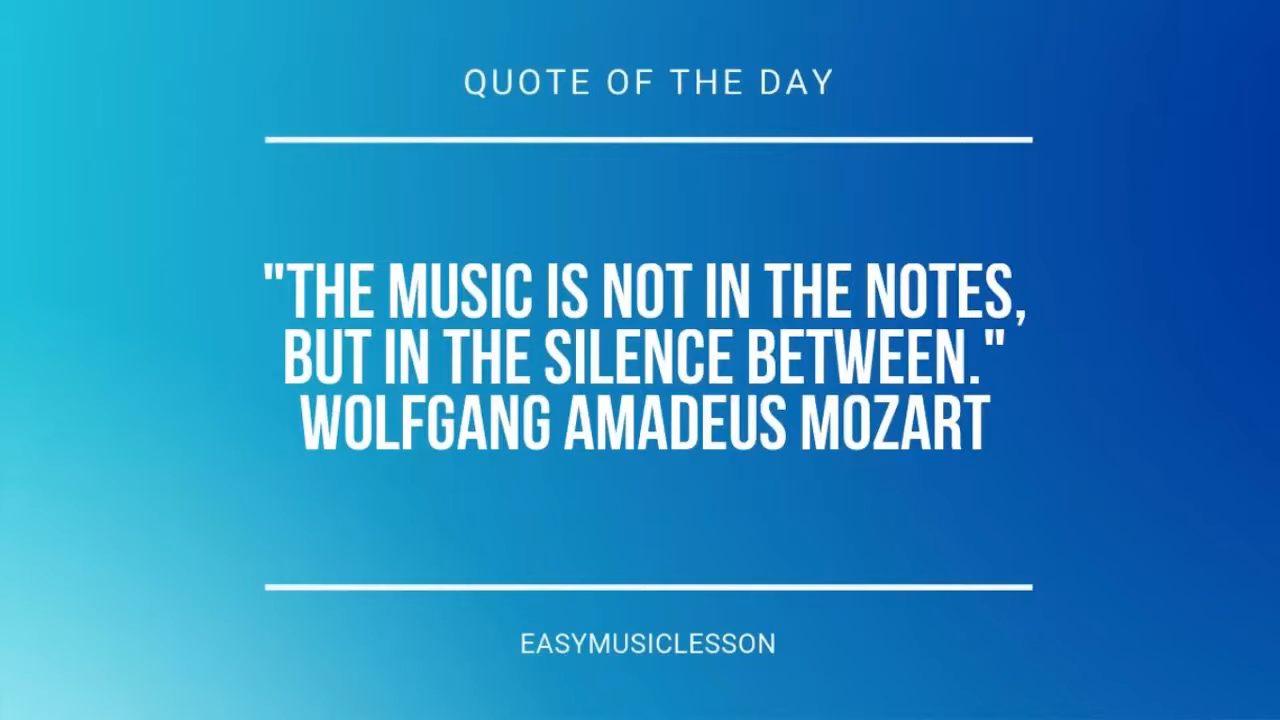 QUOTE OF THE DAY
"THE MUSIC IS NOT IN THE NOTES,
BUT IN THE SILENCE BETWEEN."
WOLFGANG AMADEUS MOZART
EASYMUSICLESSON